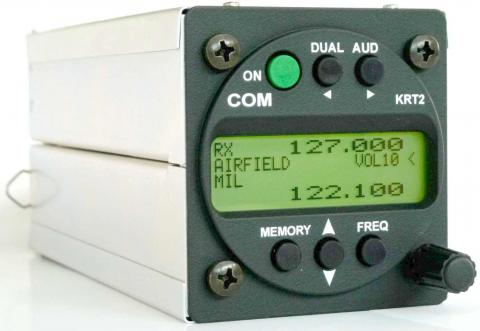 DUAL AUD
ON
COM
KRT2
RX 127.000
AIRFIELD VOL10 <
MIL
122.100
MEMORY FREQ